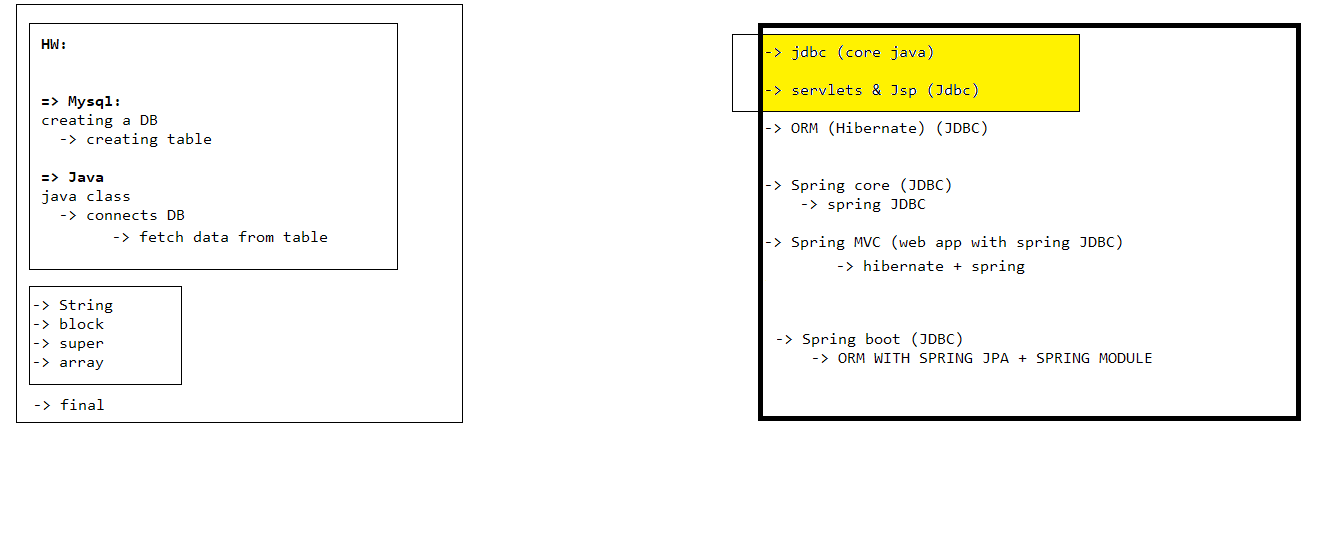 HW:
=> Mysql:
creating a DB
-> creating table
=> Java
java class
-> connects DB
-> fetch data from table
-> String
-> block
-> super
-> array
-> final
-> jdbc (core java)
-> servlets & Jsp (Jdbc)
-> ORM (Hibernate) (JDBC)
-> Spring core (JDBC)
-> spring JDBC
-> Spring MVC (web app with spring JDBC)
-> hibernate + spring
-> Spring boot (JDBC)
-> ORM WITH SPRING JPA + SPRING MODULE